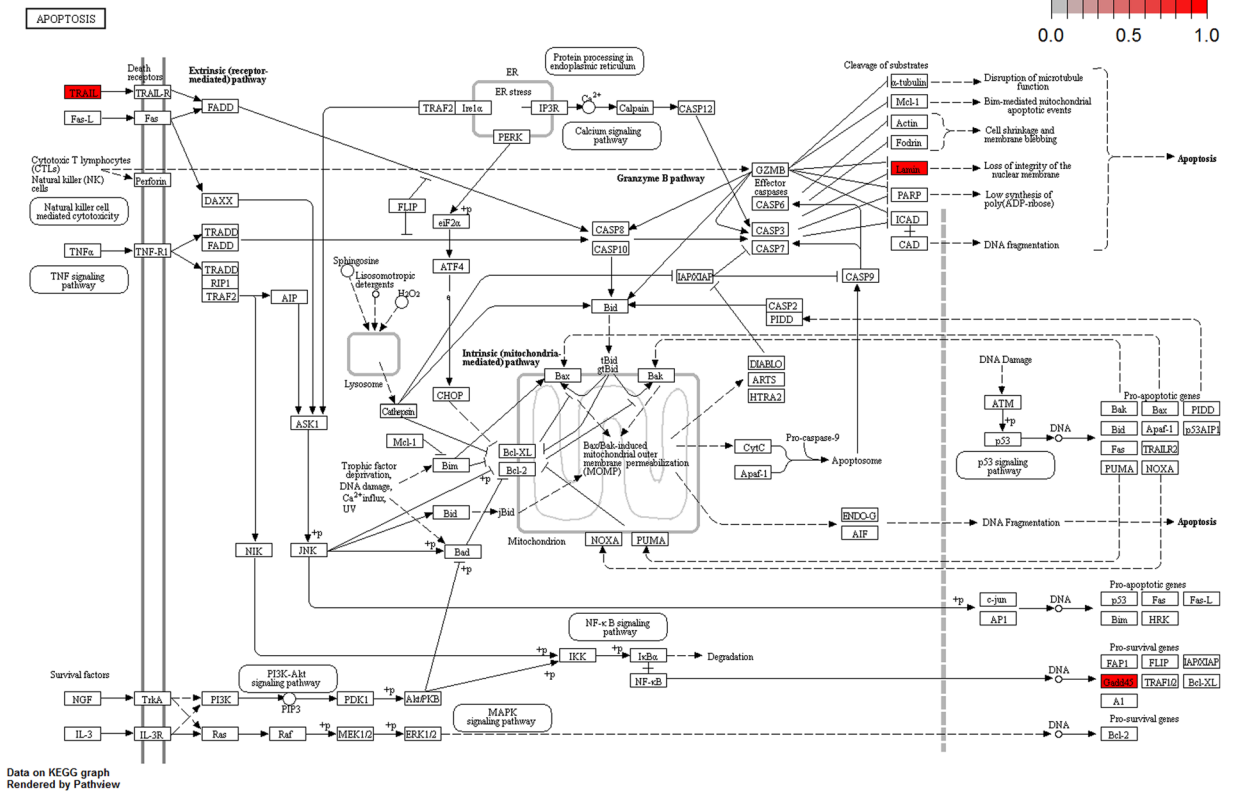 APOPTOSIS
0.0 0.5 1.0
Death
receptors
Extrinsic (receptor-
mediated) pathway
TRAIL
TRAIL-R
Fas-L
Fas
FADD
ER
ER stress
TRAF2
Ire1α
IP3R
Ca2+
Calpain
CASP12
PERK
Protein processing in
endoplasmic reticulum
Calcium signaling
pathway
Cleavage of substrates
α-tubulin
Disruption of microtubule
function
Mcl-1
Bim-mediated mitochondrial
apoptotic events
Actin
Fodrin
Cell shrinkage and
membrane blebbing
Lamin
Loss of integrity of the
nuclear membrane
PARP
Low synthesis of
poly(ADP-ribose)
ICAD
CAD
DNA fragmentation
Apoptosis
Cytotoxic T lymphocytes
(CTLs)
Natural killer (NK)
cells
Perforin
Natural killer cell
mediated cytotoxicity
DAXX
FLIP
eiF2α
+p
ATF4
Granzyme B pathway
GZMB
Effector
caspases
CASP6
CASP3
CASP7
CASP8
CASP10
TNFα
TNF-R1
TNF signaling
pathway
TRADD
FADD
TRADD
RIP1
TRAF2
AIP
Sphingosine
Lisosomotropic
detergents
H2O2
Lysosome
Cathepsin
IAP/XIAP
CASP9
Bid
CASP2
PIDD
Intrinsic (mitochondria-
mediated) pathway
tBid
gtBid
Bax
Bak
DIABLO
ARTS
HTRA2
CHOP
ASK1
Mcl-1
Bim
Bcl-XL
Bcl-2
+p
Bax/Bak-induced
mitochondrial outer
membrane permeabilization
(MOMP)
CytC
Apaf-1
Pro-caspase-9
Apoptosome
DNA Damage
ATM
+p
p53
DNA
p53 signaling
pathway
Pro-apoptotic genes
Bak Bax PIDD
Bid Apaf-1 p53AIP1
Fas TRAILR2
PUMA NOXA
Trophic factor
deprivation,
DNA damage,
Ca2+influx,
UV
Bid
jBid
+p
Bad
+p
Mitochondrion
NOXA
PUMA
ENDO-G
AIF
DNA Fragmentation
Apoptosis
NIK
+p
JNK
+p
c-jun
AP1
DNA
Pro-apoptotic genes
p53 Fas Fas-L
Bim HRK
NF-κB signaling
pathway
IKK
+p
+p
IκBα
Degradation
NF-κB
DNA
Pro-survival genes
FAP1 FLIP IAP/XIAP
Gadd45 TRAF1/2 Bcl-XL
A1
Survival factors
NGF
TrkA
PI3K
PI3K-Akt
signaling pathway
PIP3
PDK1
+p
Akt/PKB
IL-3
IL-3R
Ras
Raf
+p
MEK1/2
+p
ERK1/2
MAPK
signaling pathway
DNA
Pro-survival genes
Bcl-2
Data on KEGG graph
Rendered by Pathview